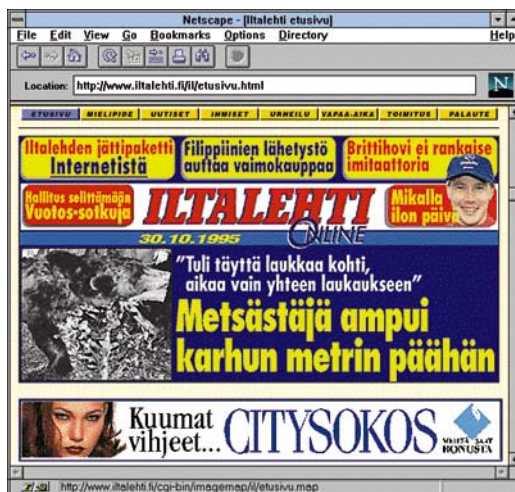 Netscape - [Iltalehti etusivu]
File Edit View Go Bookmarks Options Directory Help
Location: http://www.iltalehti.fi/il/etusivu.html
N
ETUSIVU MIELIPIDE UUTISET IHMISET URHEILU VAPAA-AIKA TOIMITUS PALAUTE
Iltalehden jättipaketti
Internetistä
Filippiinien lähetystö
auttaa vaimokauppaa
Brittihovi ei rankaise
imitaattoria
Hallitus selittämään
Vuotos-sotkuja
ILTALEHTI
ONLINE
Mikalla
ilon päivä
30.10.1995
"Tuli täyttä laukkaa kohti,
aikaa vain yhteen laukaukseen"
Metsästäjä ampui
karhun metrin päähän
Kuumat
vihjeet...
CITYSOKOS
MEILTÄ SAAT
BONUSTA
http://www.iltalehti.fi/cgi-bin/imagemap/il/etusivu.map